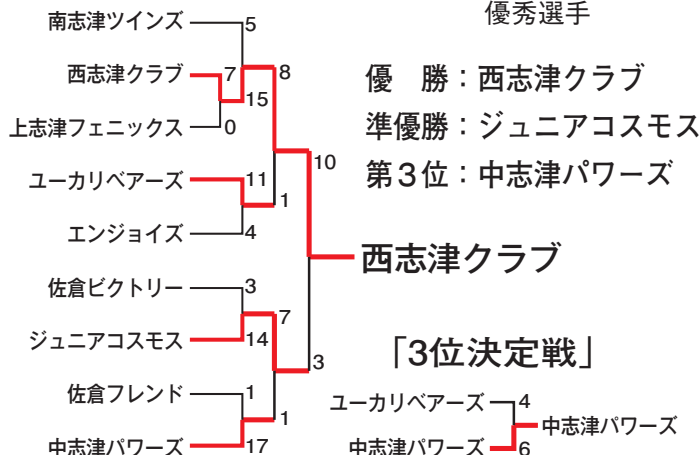 優秀選手
南志津ツインズ 5
西志津クラブ 7 8
15
上志津フェニックス 0
10
ユーカリベアーズ 11
1
エンジョイズ 4
佐倉ビクトリー 3
7
ジュニアコスモス 14
3
佐倉フレンド 1
1
中志津パワーズ 17
優　勝：西志津クラブ
準優勝：ジュニアコスモス
第３位：中志津パワーズ
西志津クラブ
「3位決定戦」
ユーカリベアーズ 4
中志津パワーズ
中志津パワーズ 6